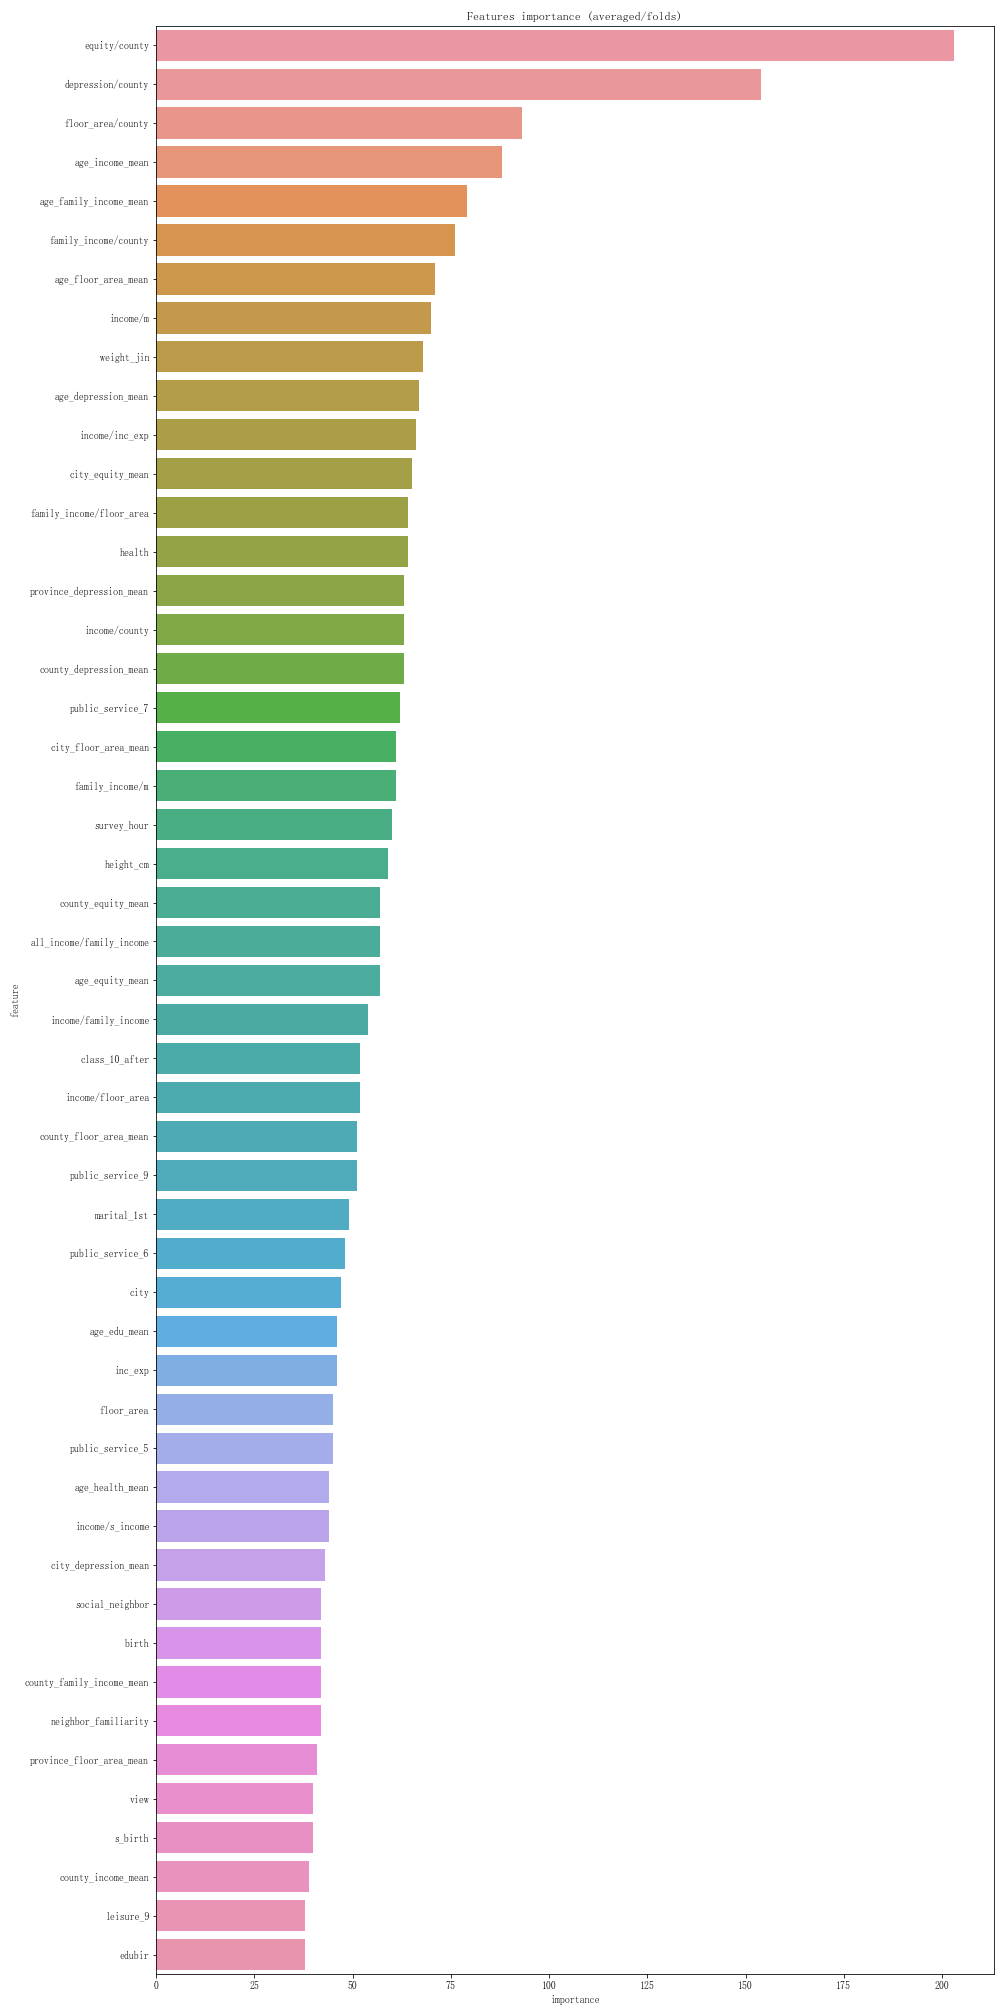 Features importance (averaged/folds)
equity/county
depression/county
floor_area/county
age_income_mean
age_family_income_mean
family_income/county
age_floor_area_mean
income/m
weight_jin
age_depression_mean
income/inc_exp
city_equity_mean
family_income/floor_area
health
province_depression_mean
income/county
county_depression_mean
public_service_7
city_floor_area_mean
family_income/m
survey_hour
height_cm
county_equity_mean
all_income/family_income
age_equity_mean
feature
income/family_income
class_10_after
income/floor_area
county_floor_area_mean
public_service_9
marital_1st
public_service_6
city
age_edu_mean
inc_exp
floor_area
public_service_5
age_health_mean
income/s_income
city_depression_mean
social_neighbor
birth
county_family_income_mean
neighbor_familiarity
province_floor_area_mean
view
s_birth
county_income_mean
leisure_9
edubir
0 25 50 75 100 125 150 175 200
importance